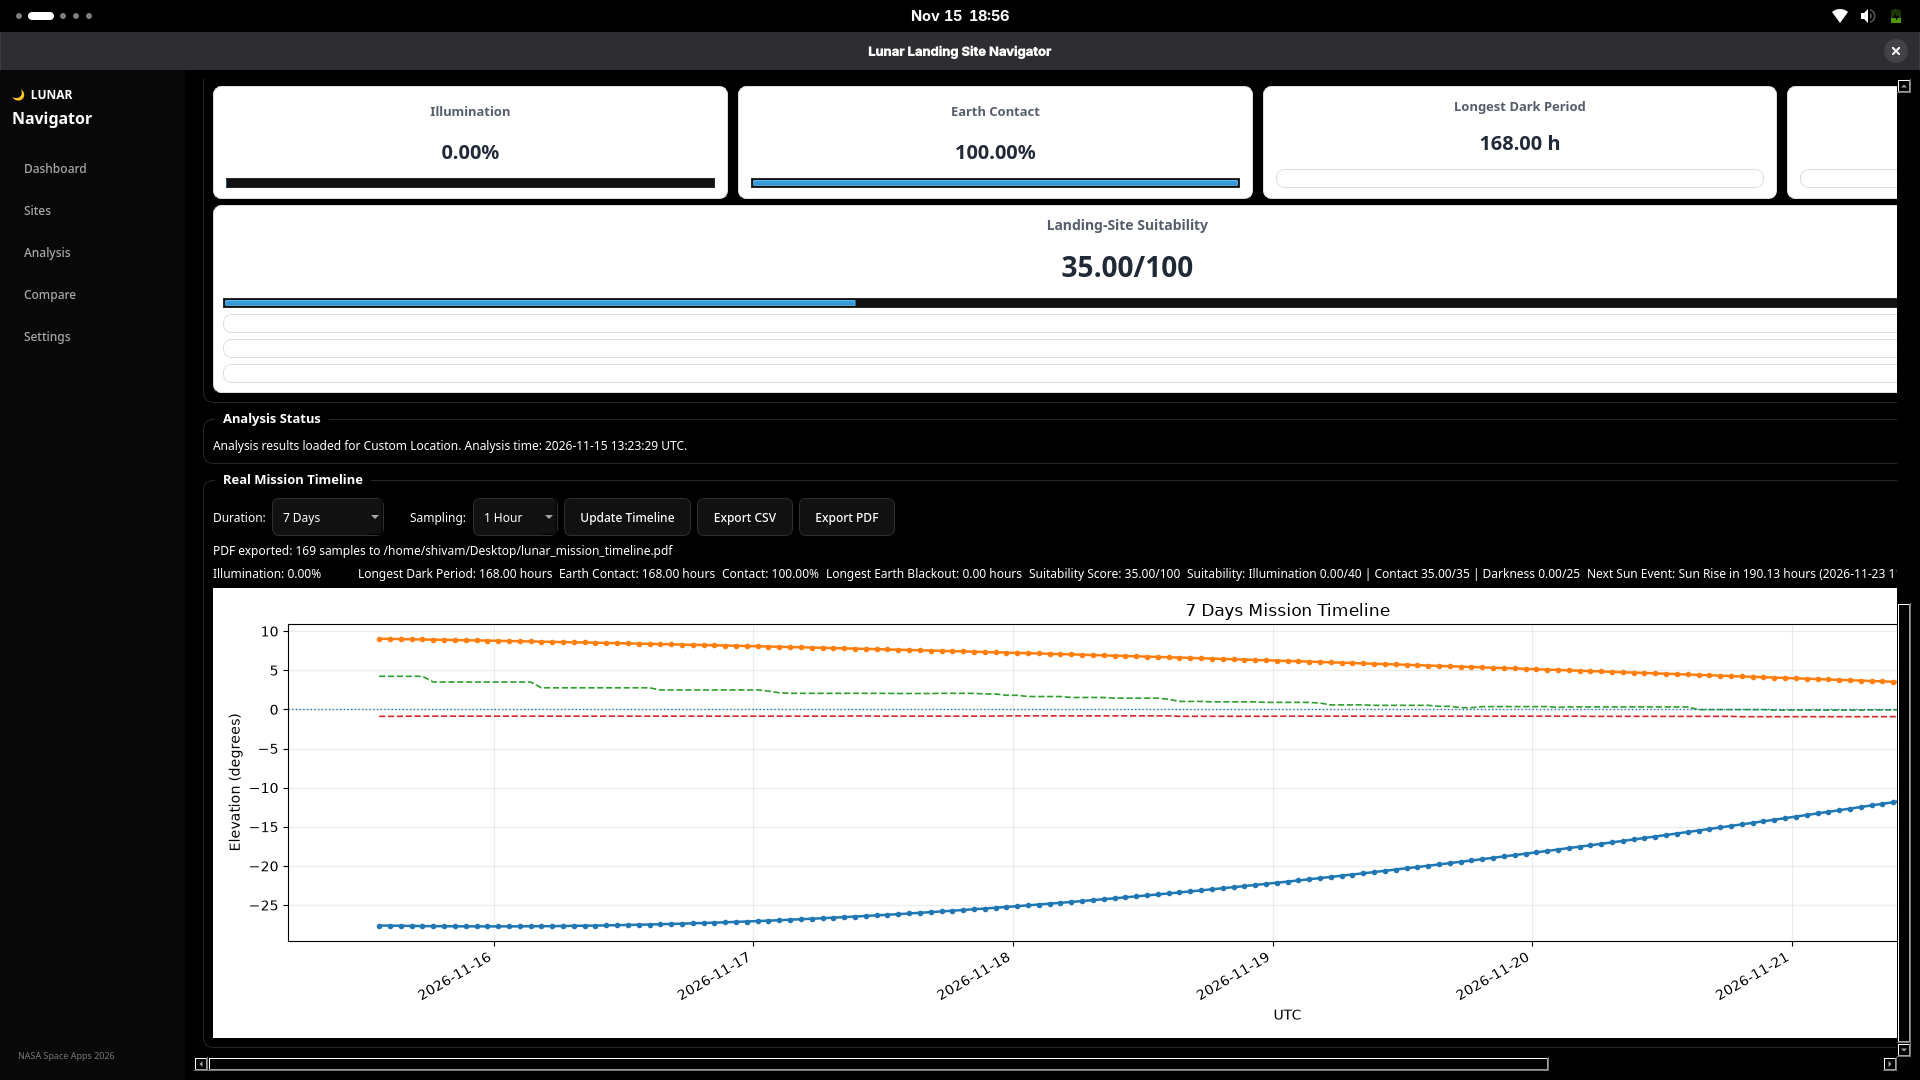 Nov 15 18:56
Lunar Landing Site Navigator
🌙 LUNAR
Navigator
Dashboard
Sites
Analysis
Compare
Settings
NASA Space Apps 2026
Illumination
0.00%
Earth Contact
100.00%
Longest Dark Period
168.00 h
Landing-Site Suitability
35.00/100
Analysis Status
Analysis results loaded for Custom Location. Analysis time: 2026-11-15 13:23:29 UTC.
Real Mission Timeline
Duration: 7 Days Sampling: 1 Hour Update Timeline Export CSV Export PDF
PDF exported: 169 samples to /home/shivam/Desktop/lunar_mission_timeline.pdf
Illumination: 0.00% Longest Dark Period: 168.00 hours Earth Contact: 168.00 hours Contact: 100.00% Longest Earth Blackout: 0.00 hours Suitability Score: 35.00/100 Suitability: Illumination 0.00/40 | Contact 35.00/35 | Darkness 0.00/25 Next Sun Event: Sun Rise in 190.13 hours (2026-11-23
7 Days Mission Timeline
Elevation (degrees)
10
5
0
−5
−10
−15
−20
−25
2026-11-16
2026-11-17
2026-11-18
2026-11-19
2026-11-20
2026-11-21
UTC